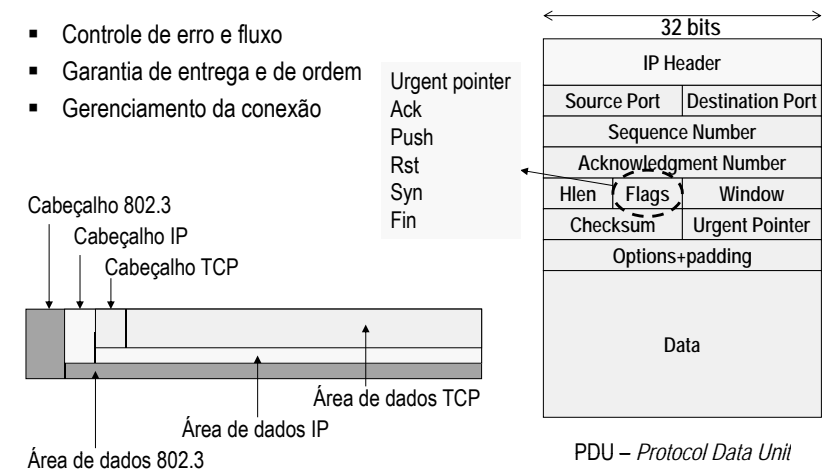 ▪ Controle de erro e fluxo
▪ Garantia de entrega e de ordem
▪ Gerenciamento da conexão
Urgent pointer
Ack
Push
Rst
Syn
Fin
32 bits
IP Header
Source Port Destination Port
Sequence Number
Acknowledgment Number
Hlen Flags Window
Checksum Urgent Pointer
Options+padding
Data
PDU – Protocol Data Unit
Cabeçalho 802.3
Cabeçalho IP
Cabeçalho TCP
Área de dados TCP
Área de dados IP
Área de dados 802.3